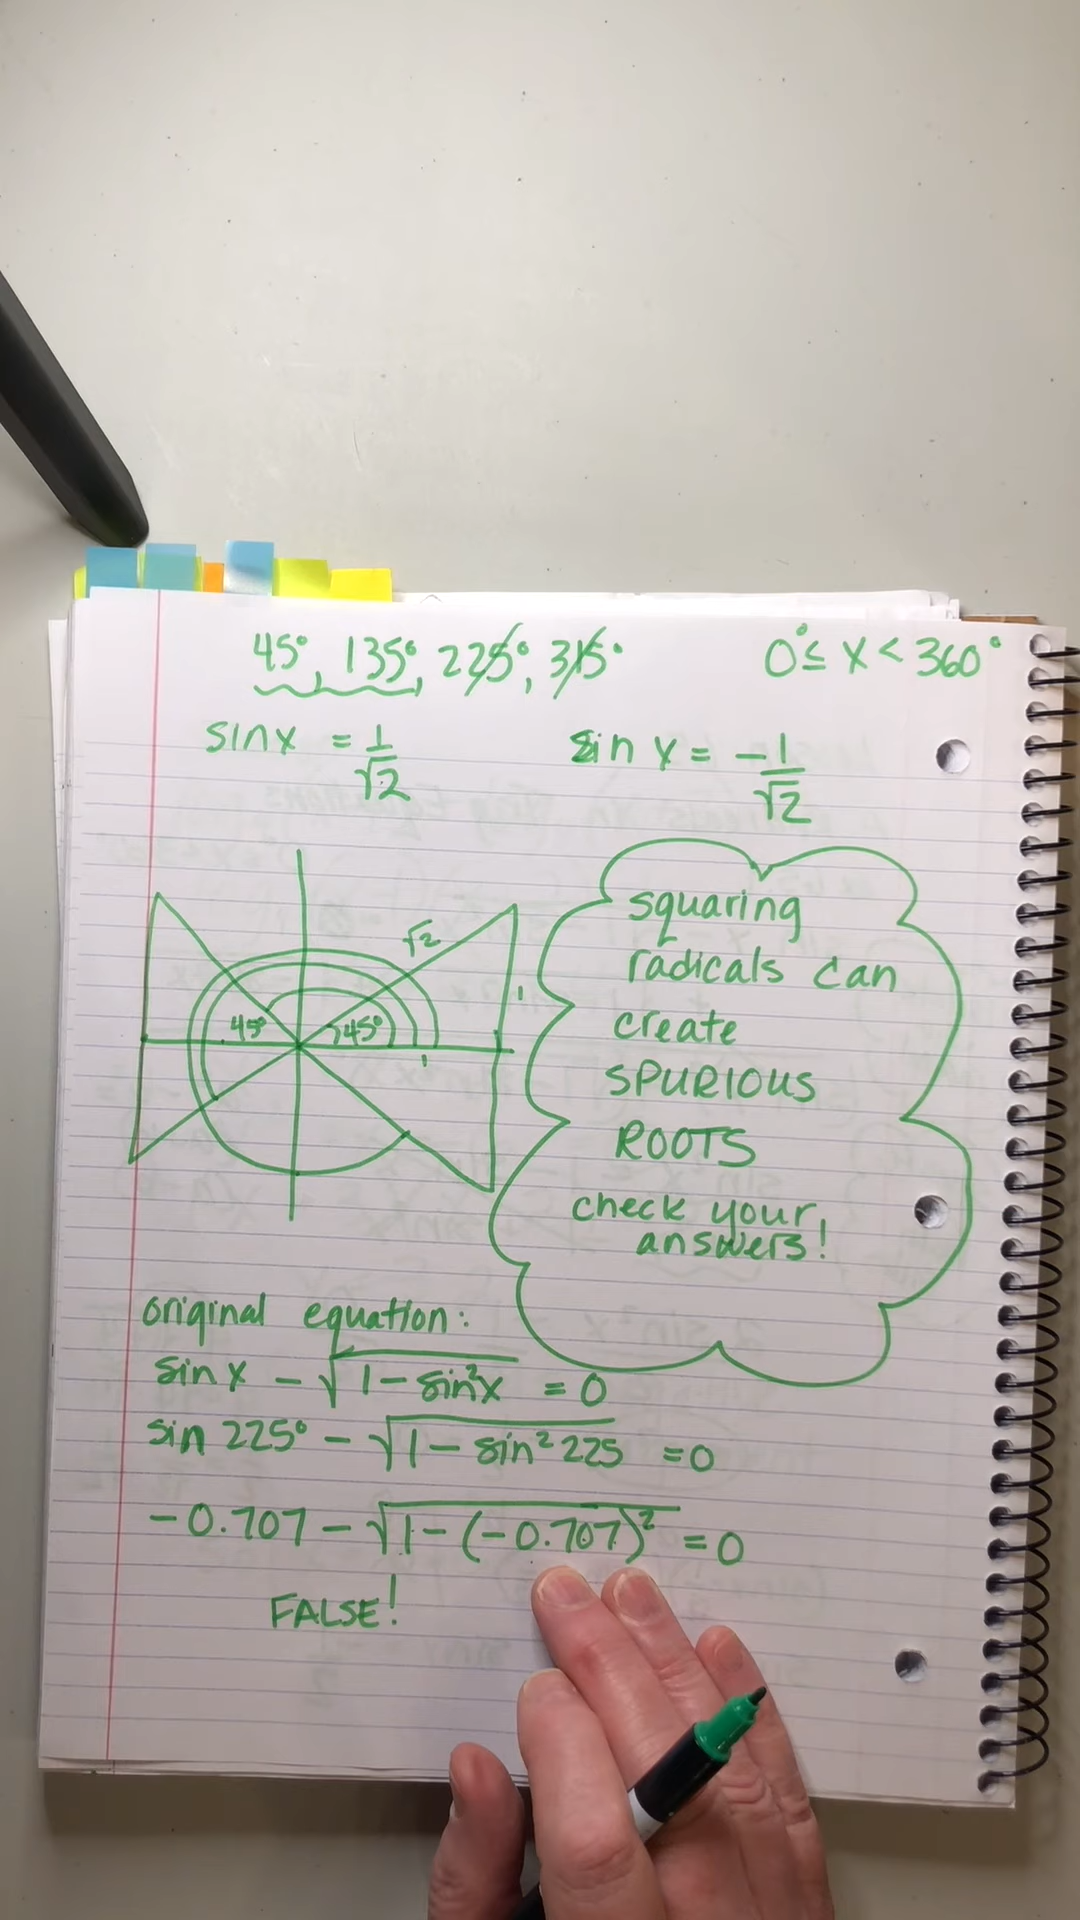 45°, 135°, 225°, 315°
0° ≤ x < 360°
sin x = 1/√2
sin x = -1/√2
√2
45°
45°
1
1
squaring
radicals can
create
SPURIOUS
ROOTS
check your
answers!
original equation:
sin x - √(1 - sin²x) = 0
sin 225° - √(1 - sin² 225) = 0
-0.707 - √(1 - (-0.707)²) = 0
FALSE!